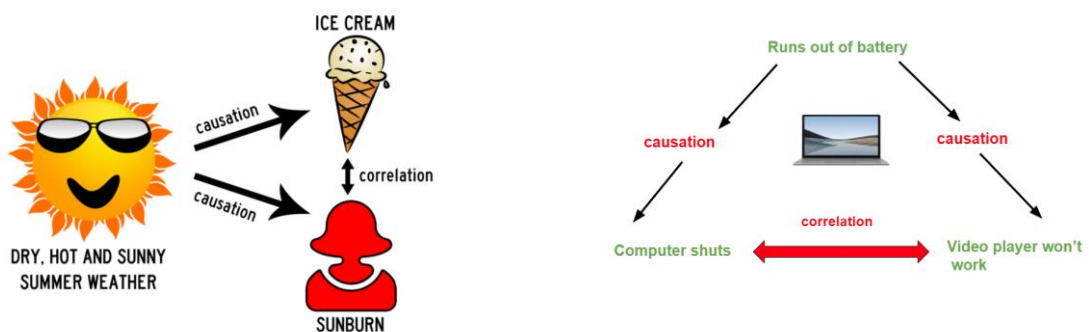 ICE CREAM
causation
correlation
causation
DRY, HOT AND SUNNY
SUMMER WEATHER
SUNBURN
Runs out of battery
causation
causation
correlation
Computer shuts
Video player won't
work